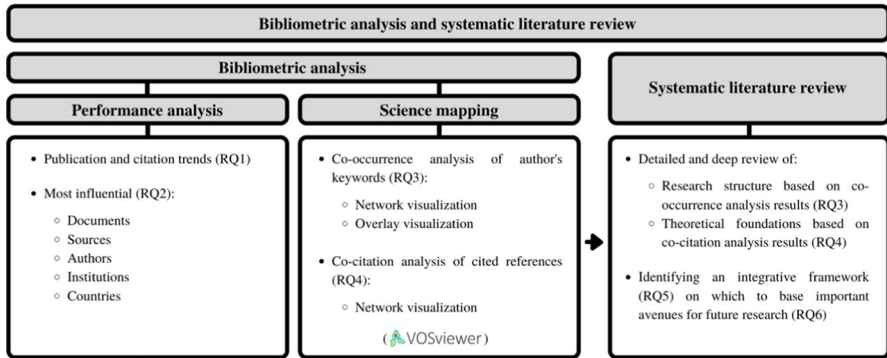 Bibliometric analysis and systematic literature review
Bibliometric analysis
Systematic literature review
Performance analysis
Science mapping
• Publication and citation trends (RQ1)
• Most influential (RQ2):
◦ Documents
◦ Sources
◦ Authors
◦ Institutions
◦ Countries
• Co-occurrence analysis of author's
keywords (RQ3):
◦ Network visualization
◦ Overlay visualization
• Co-citation analysis of cited references
(RQ4):
◦ Network visualization
( VOSviewer )
• Detailed and deep review of:
◦ Research structure based on co-
occurrence analysis results (RQ3)
◦ Theoretical foundations based on
co-citation analysis results (RQ4)
• Identifying an integrative framework
(RQ5) on which to base important
avenues for future research (RQ6)